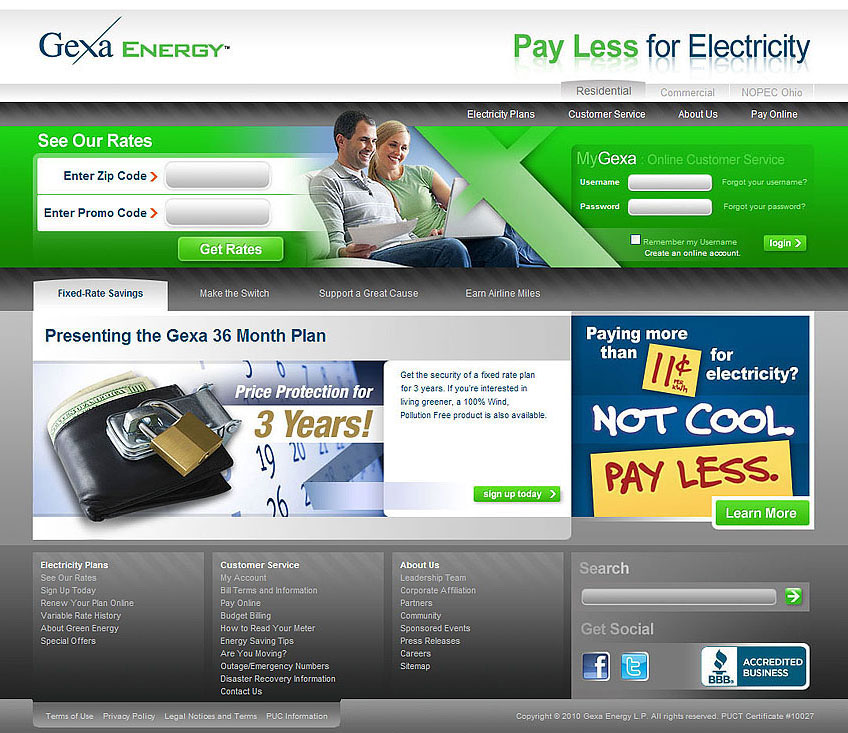 Gexa ENERGY™
Pay Less for Electricity
Residential Commercial NOPEC Ohio
Electricity Plans Customer Service About Us Pay Online
See Our Rates
Enter Zip Code
Enter Promo Code
Get Rates
MyGexa : Online Customer Service
Username Forgot your username?
Password Forgot your password?
Remember my Username
login
Create an online account.
Fixed-Rate Savings Make the Switch Support a Great Cause Earn Airline Miles
Presenting the Gexa 36 Month Plan
Price Protection for
3 Years!
19 20
26
Get the security of a fixed rate plan
for 3 years. If you're interested in
living greener, a 100% Wind,
Pollution Free product is also available.
sign up today
Paying more
than 11¢ PER kWh for
electricity?
NOT COOL.
PAY LESS.
Learn More
Electricity Plans
See Our Rates
Sign Up Today
Renew Your Plan Online
Variable Rate History
About Green Energy
Special Offers
Customer Service
My Account
Bill Terms and Information
Pay Online
Budget Billing
How to Read Your Meter
Energy Saving Tips
Are You Moving?
Outage/Emergency Numbers
Disaster Recovery Information
Contact Us
About Us
Leadership Team
Corporate Affiliation
Partners
Community
Sponsored Events
Press Releases
Careers
Sitemap
Search
Get Social
f
t
BBB.
ACCREDITED
BUSINESS
Terms of Use Privacy Policy Legal Notices and Terms PUC Information
Copyright © 2010 Gexa Energy L.P. All rights reserved. PUCT Certificate #10027